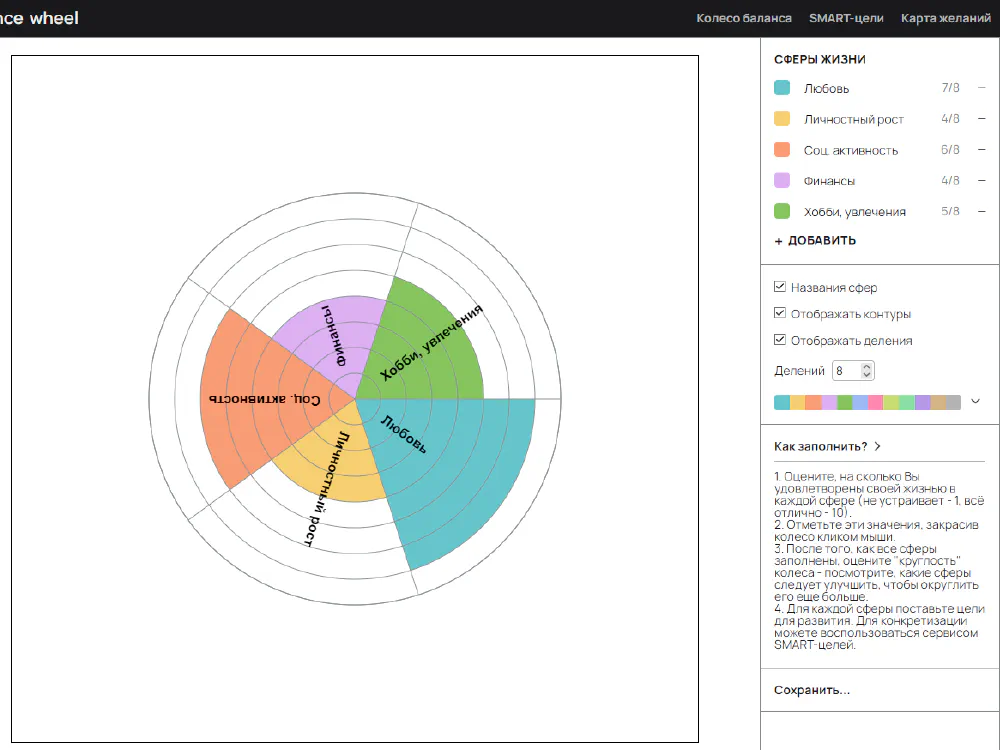 nce wheel
Колесо баланса SMART-цели Карта желаний
СФЕРЫ ЖИЗНИ
Любовь 7/8 –
Личностный рост 4/8 –
Соц. активность 6/8 –
Финансы 4/8 –
Хобби, увлечения 5/8 –
+ ДОБАВИТЬ
Названия сфер
Отображать контуры
Отображать деления
Делений 8
Как заполнить? >
1. Оцените, на сколько Вы
удовлетворены своей жизнью в
каждой сфере (не устраивает - 1, всё
отлично - 10).
2. Отметьте эти значения, закрасив
колесо кликом мыши.
3. После того, как все сферы
заполнены, оцените "круглость"
колеса - посмотрите, какие сферы
следует улучшить, чтобы округлить
его еще больше.
4. Для каждой сферы поставьте цели
для развития. Для конкретизации
можете воспользоваться сервисом
SMART-целей.
Сохранить...
Финансы
Хобби, увлечения
Соц. активность
Любовь
Личностный рост